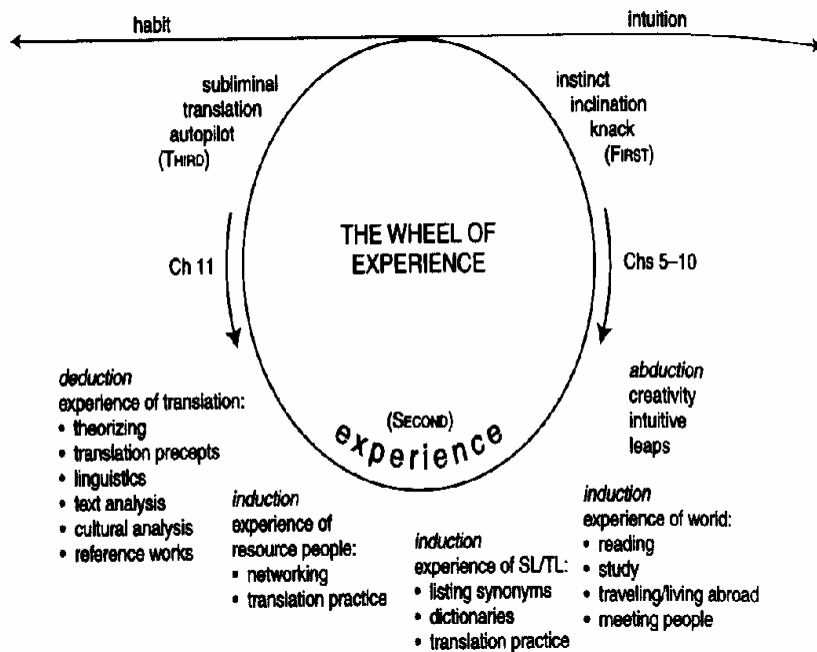 habit
intuition
subliminal
translation
autopilot
(THIRD)
instinct
inclination
knack
(FIRST)
THE WHEEL OF
EXPERIENCE
Ch 11
Chs 5–10
deduction
experience of translation:
• theorizing
• translation precepts
• linguistics
• text analysis
• cultural analysis
• reference works
(SECOND)
experience
abduction
creativity
intuitive
leaps
induction
experience of
resource people:
• networking
• translation practice
induction
experience of SL/TL:
• listing synonyms
• dictionaries
• translation practice
induction
experience of world:
• reading
• study
• traveling/living abroad
• meeting people